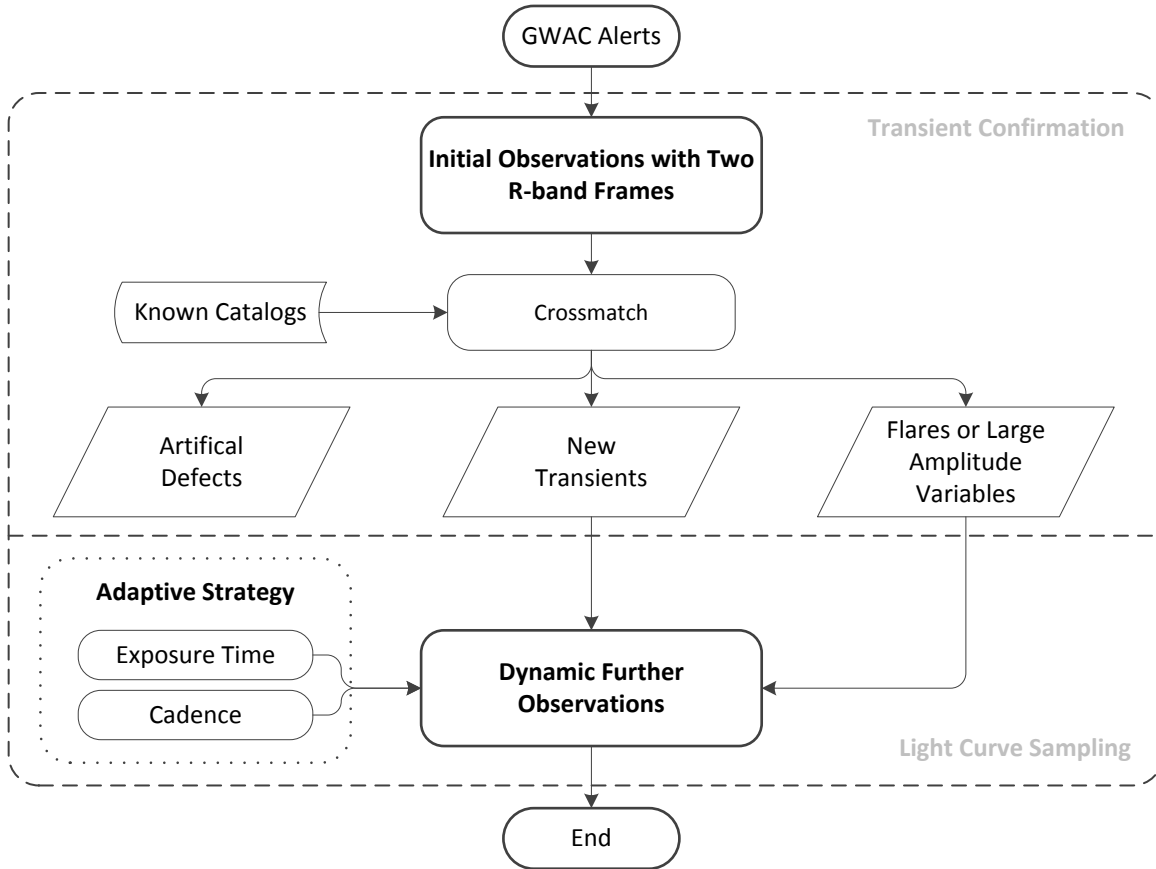 GWAC Alerts
Transient Confirmation
Initial Observations with Two
R-band Frames
Known Catalogs
Crossmatch
Artifical
Defects
New
Transients
Flares or Large
Amplitude
Variables
Adaptive Strategy
Exposure Time
Cadence
Dynamic Further
Observations
Light Curve Sampling
End